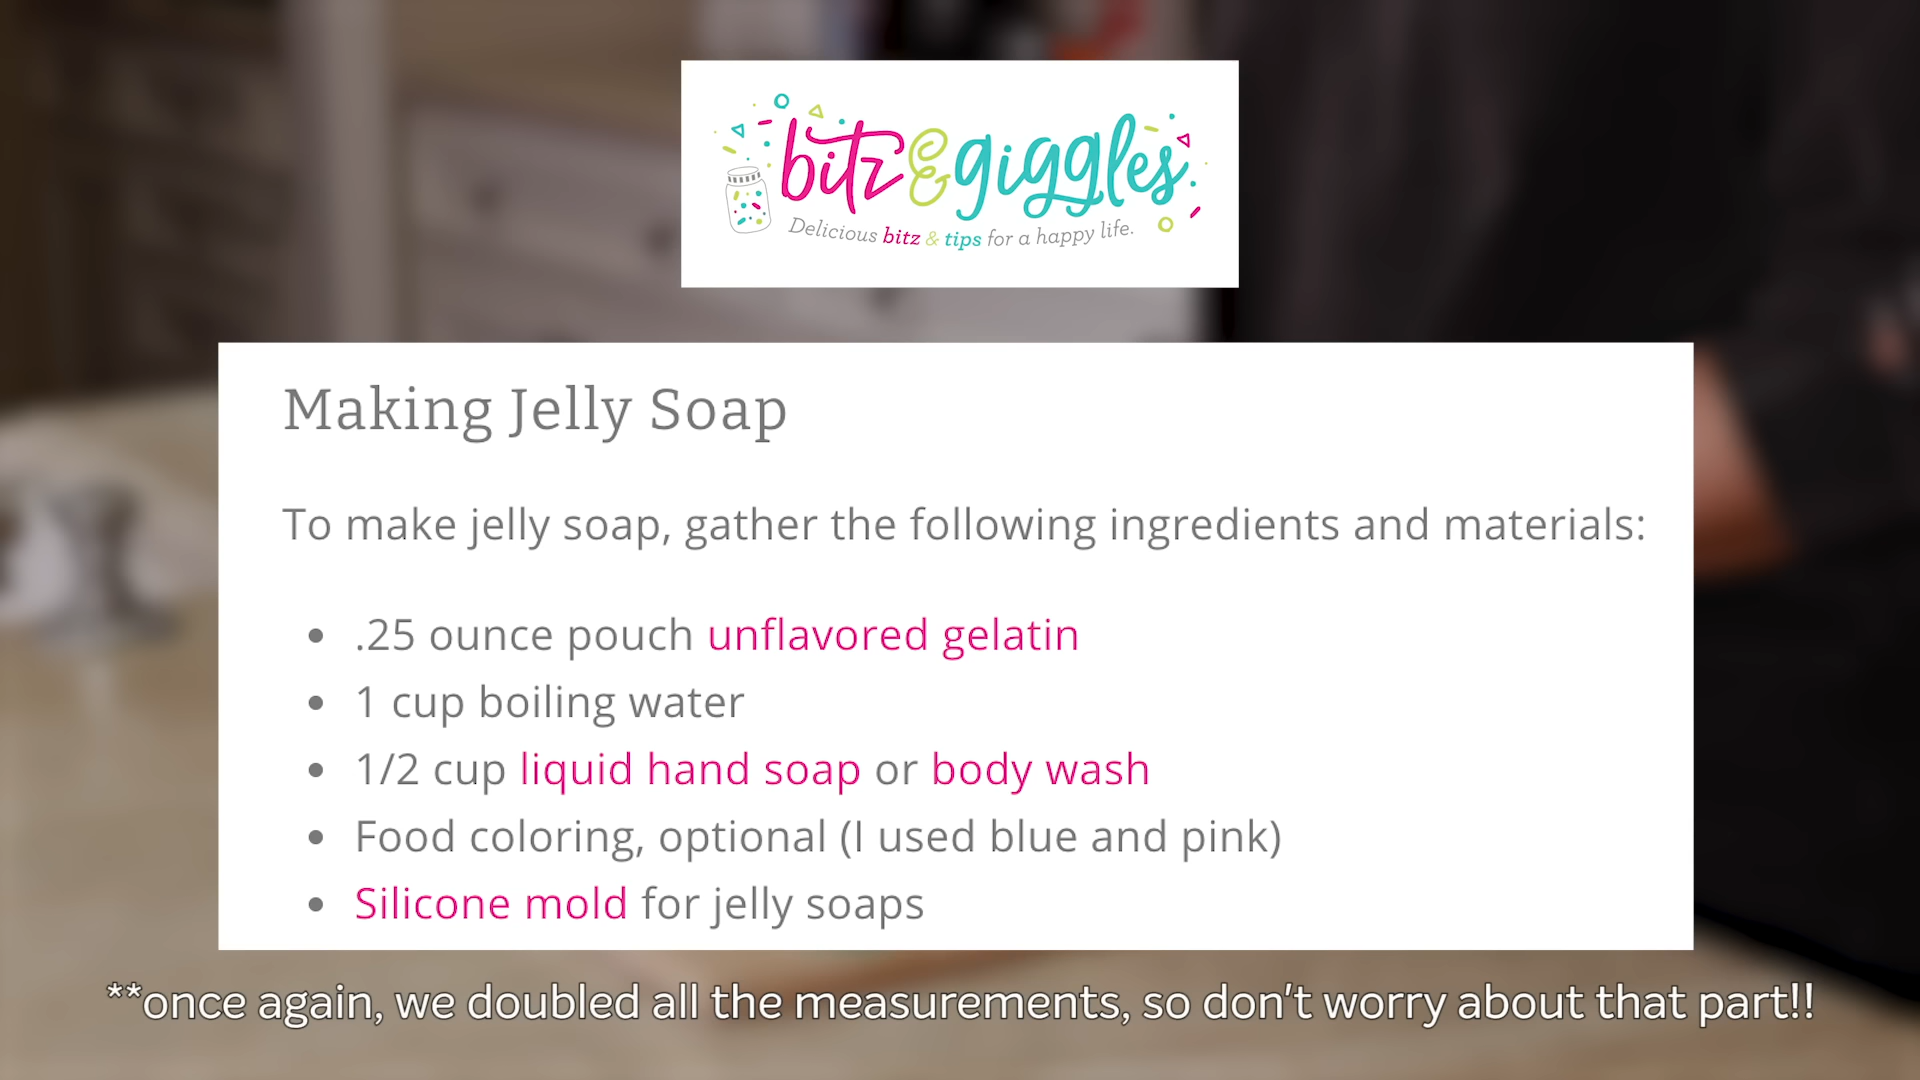 bitz & giggles
Delicious bitz & tips for a happy life.
Making Jelly Soap
To make jelly soap, gather the following ingredients and materials:
• .25 ounce pouch unflavored gelatin
• 1 cup boiling water
• 1/2 cup liquid hand soap or body wash
• Food coloring, optional (I used blue and pink)
• Silicone mold for jelly soaps
**once again, we doubled all the measurements, so don't worry about that part!!